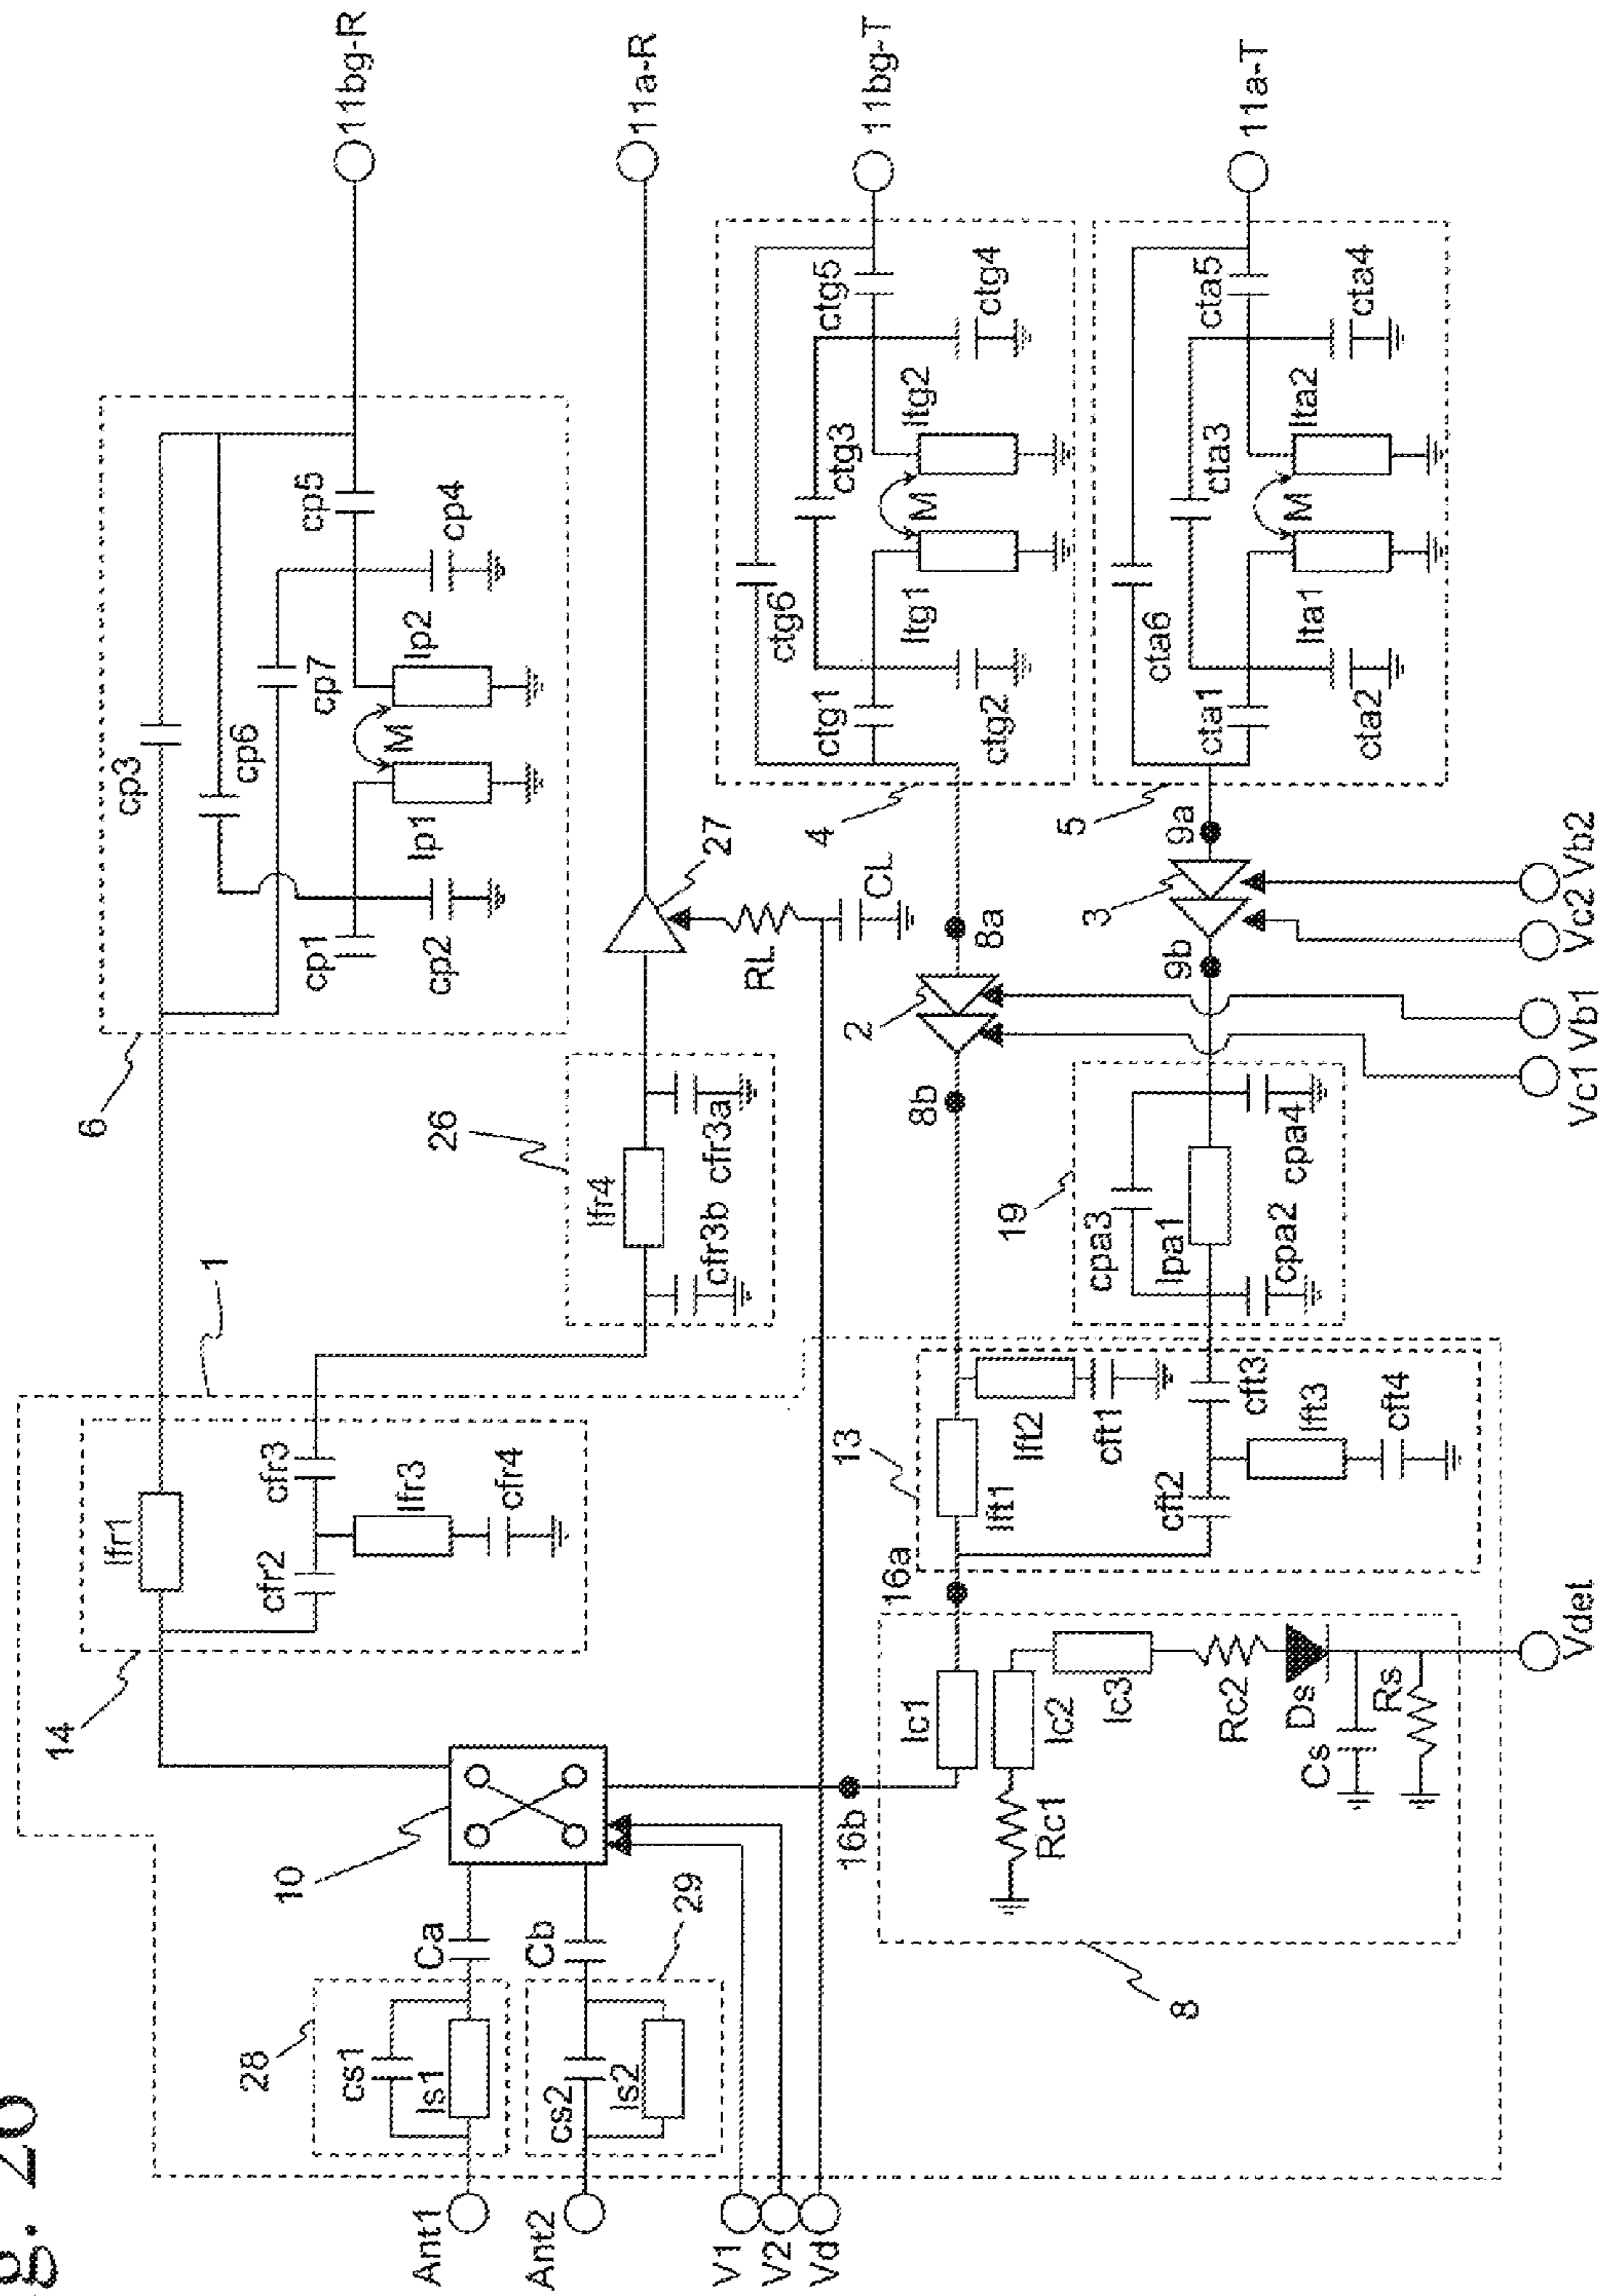 g. 20
11bg-R
11a-R
11bg-T
11a-T
cp3
cp6
cp7
cp5
lp1
M
lp2
cp1
cp2
cp4
6
27
RL
CL
ctg6
ctg3
ctg5
ctg1
ltg1
M
ltg2
ctg2
ctg4
4
cta6
cta3
cta5
cta1
lta1
M
lta2
cta2
cta4
5
9a
3
9b
8a
2
8b
Vc1
Vb1
Vc2
Vb2
26
lfr4
cfr3b
cfr3a
19
cpa3
lpa1
cpa2
cpa4
1
14
lfr1
cfr2
cfr3
lfr3
cfr4
13
lft1
lft2
cft1
cft2
cft3
lft3
cft4
16a
16b
10
28
cs1
ls1
Ca
29
cs2
ls2
Cb
8
lc1
lc2
lc3
Rc1
Rc2
Ds
Cs
Rs
Vdet
Ant1
Ant2
V1
V2
Vd